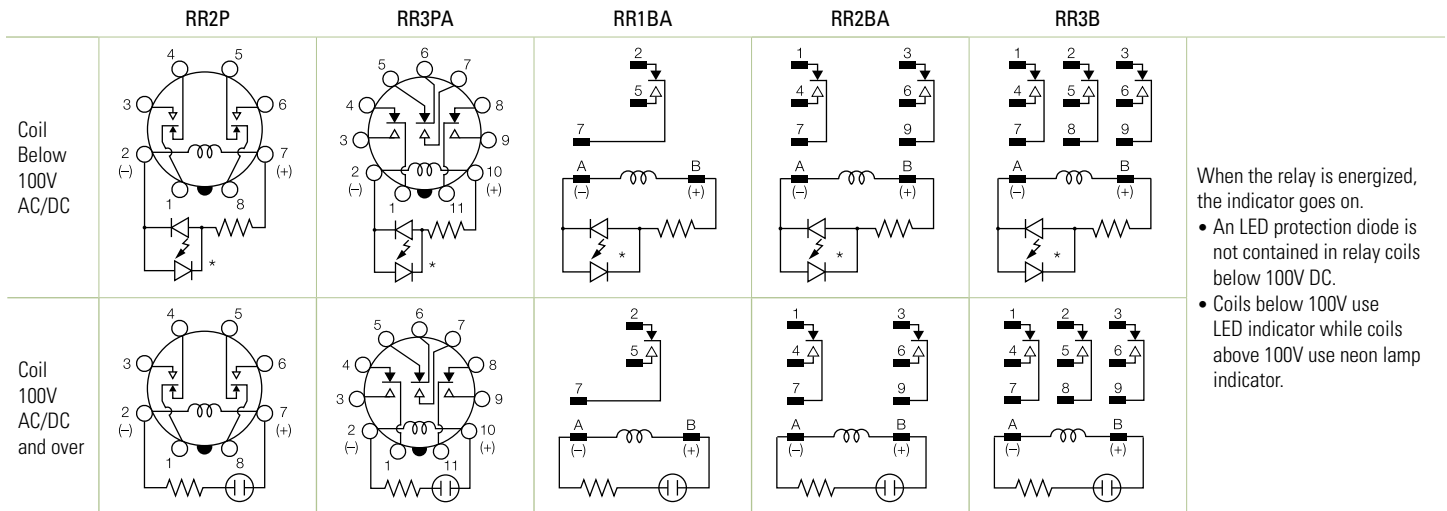 RR2P RR3PA RR1BA RR2BA RR3B
Coil
Below
100V
AC/DC
4 5
3 6
2 7
(–) (+)
1 8
*
6
5 7
4 8
3 9
2 10
(–) (+)
1 11
*
2
5
7
A B
(–) (+)
*
1 3
4 6
7 9
A B
(–) (+)
*
1 2 3
4 5 6
7 8 9
A B
(–) (+)
*
Coil
100V
AC/DC
and over
4 5
3 6
2 7
(–) (+)
1 8
6
5 7
4 8
3 9
2 10
(–) (+)
1 11
2
5
7
A B
(–) (+)
1 3
4 6
7 9
A B
(–) (+)
1 2 3
4 5 6
7 8 9
A B
(–) (+)
When the relay is energized,
the indicator goes on.
• An LED protection diode is
not contained in relay coils
below 100V DC.
• Coils below 100V use
LED indicator while coils
above 100V use neon lamp
indicator.